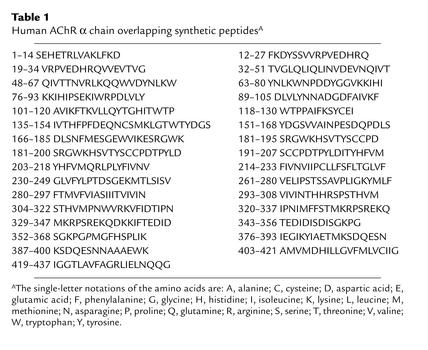 Table 1
Human AChR α chain overlapping synthetic peptidesA
1–14 SEHETRLVAKLFKD 12–27 FKDYSSVVRPVEDHRQ
19–34 VRPVEDHRQVVEVTVG 32–51 TVGLQLIQLINVDEVNQIVT
48–67 QIVTTNVRLKQQWVDYNLKW 63–80 YNLKWNPDDYGGVKKIHI
76–93 KKIHIPSEKIWRPDLVLY 89–105 DLVLYNNADGDFAIVKF
101–120 AVIKFTKVLLQYTGHITWTP 118–130 WTPPAIFKSYCEI
135–154 IVTHFPFDEQNCSMKLGTWTYDGS 151–168 YDGSVVAINPESDQPDLS
166–185 DLSNFMESGEWVIKESRGWK 181–195 SRGWKHSVTYSCCPD
181–200 SRGWKHSVTYSCCPDTPYLD 191–207 SCCPDTPYLDITYHFVM
203–218 YHFVMQRLPLYFIVNV 214–233 FIVNVIIPCLLFSFLTGLVF
230–249 GLVFYLPTDSGEKMTLSISV 261–280 VELIPSTSSAVPLIGKYMLF
280–297 FTMVFVIASIIITVIVIN 293–308 VIVINTHHRSPSTHVM
304–322 STHVMPNWVRKVFIDTIPN 320–337 IPNIMFFSTMKRPSREKQ
329–347 MKRPSREKQDKKIFTEDID 343–356 TEDIDISDISGKPG
352–368 SGKPGPMGFHSPLIK 376–393 IEGIKYIAETMKSDQESN
387–400 KSDQESNNAAAEWK 403–421 AMVMDHILLGVFMLVCIIG
419–437 IGGTLAVFAGRLIELNQQG
AThe single-letter notations of the amino acids are: A, alanine; C, cysteine; D, aspartic acid; E,
glutamic acid; F, phenylalanine; G, glycine; H, histidine; I, isoleucine; K, lysine; L, leucine; M,
methionine; N, asparagine; P, proline; Q, glutamine; R, arginine; S, serine; T, threonine; V, valine;
W, tryptophan; Y, tyrosine.